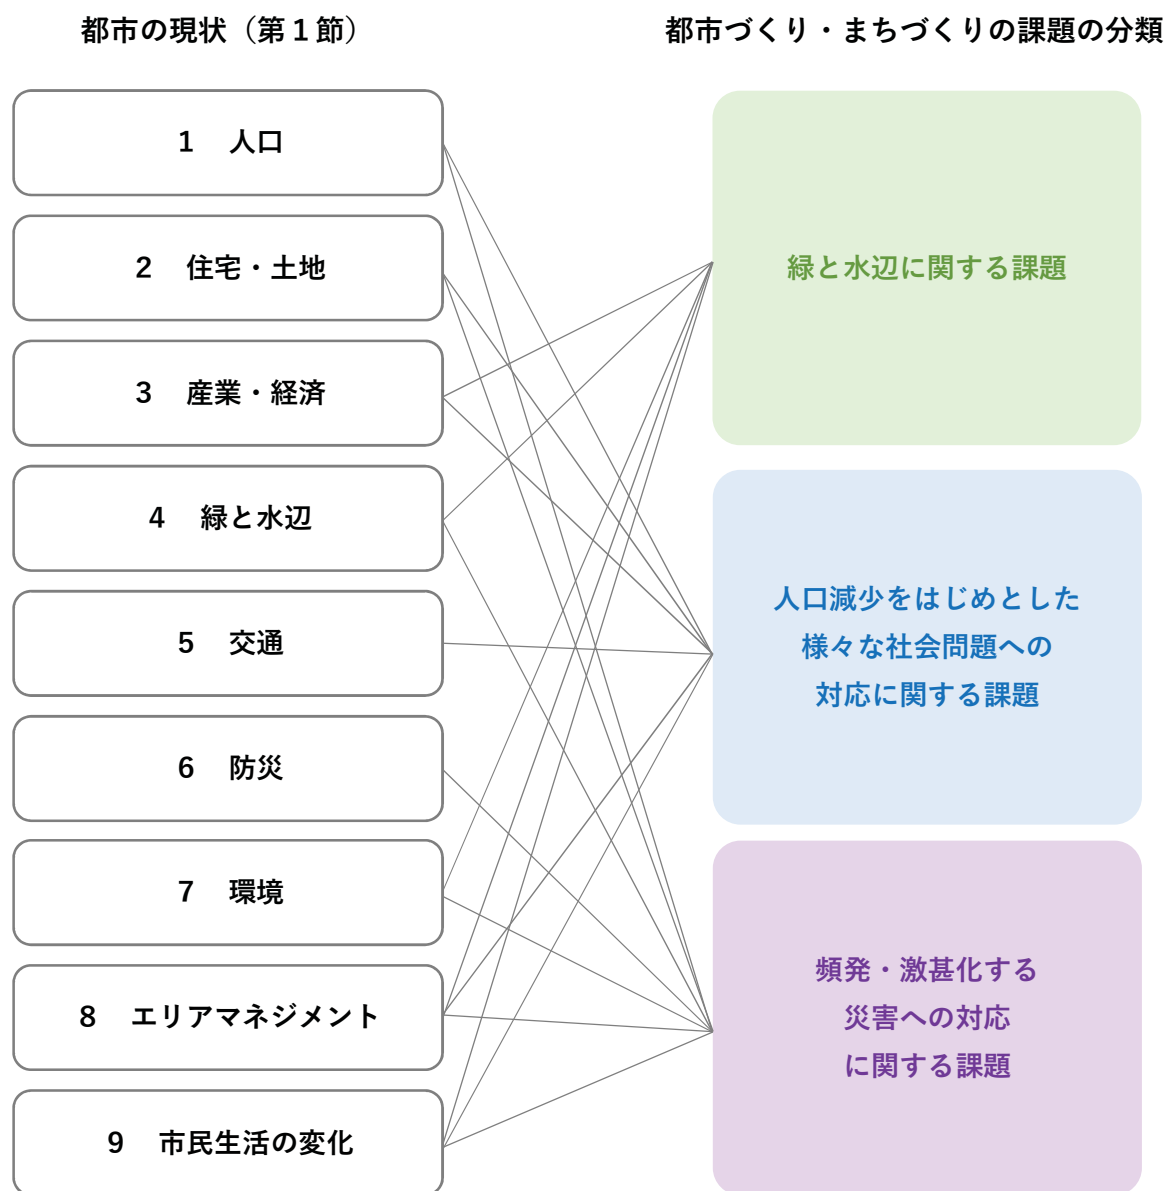 都市の現状（第１節）
都市づくり・まちづくりの課題の分類
1 人口
2 住宅・土地
3 産業・経済
4 緑と水辺
5 交通
6 防災
7 環境
8 エリアマネジメント
9 市民生活の変化
緑と水辺に関する課題
人口減少をはじめとした
様々な社会問題への
対応に関する課題
頻発・激甚化する
災害への対応
に関する課題